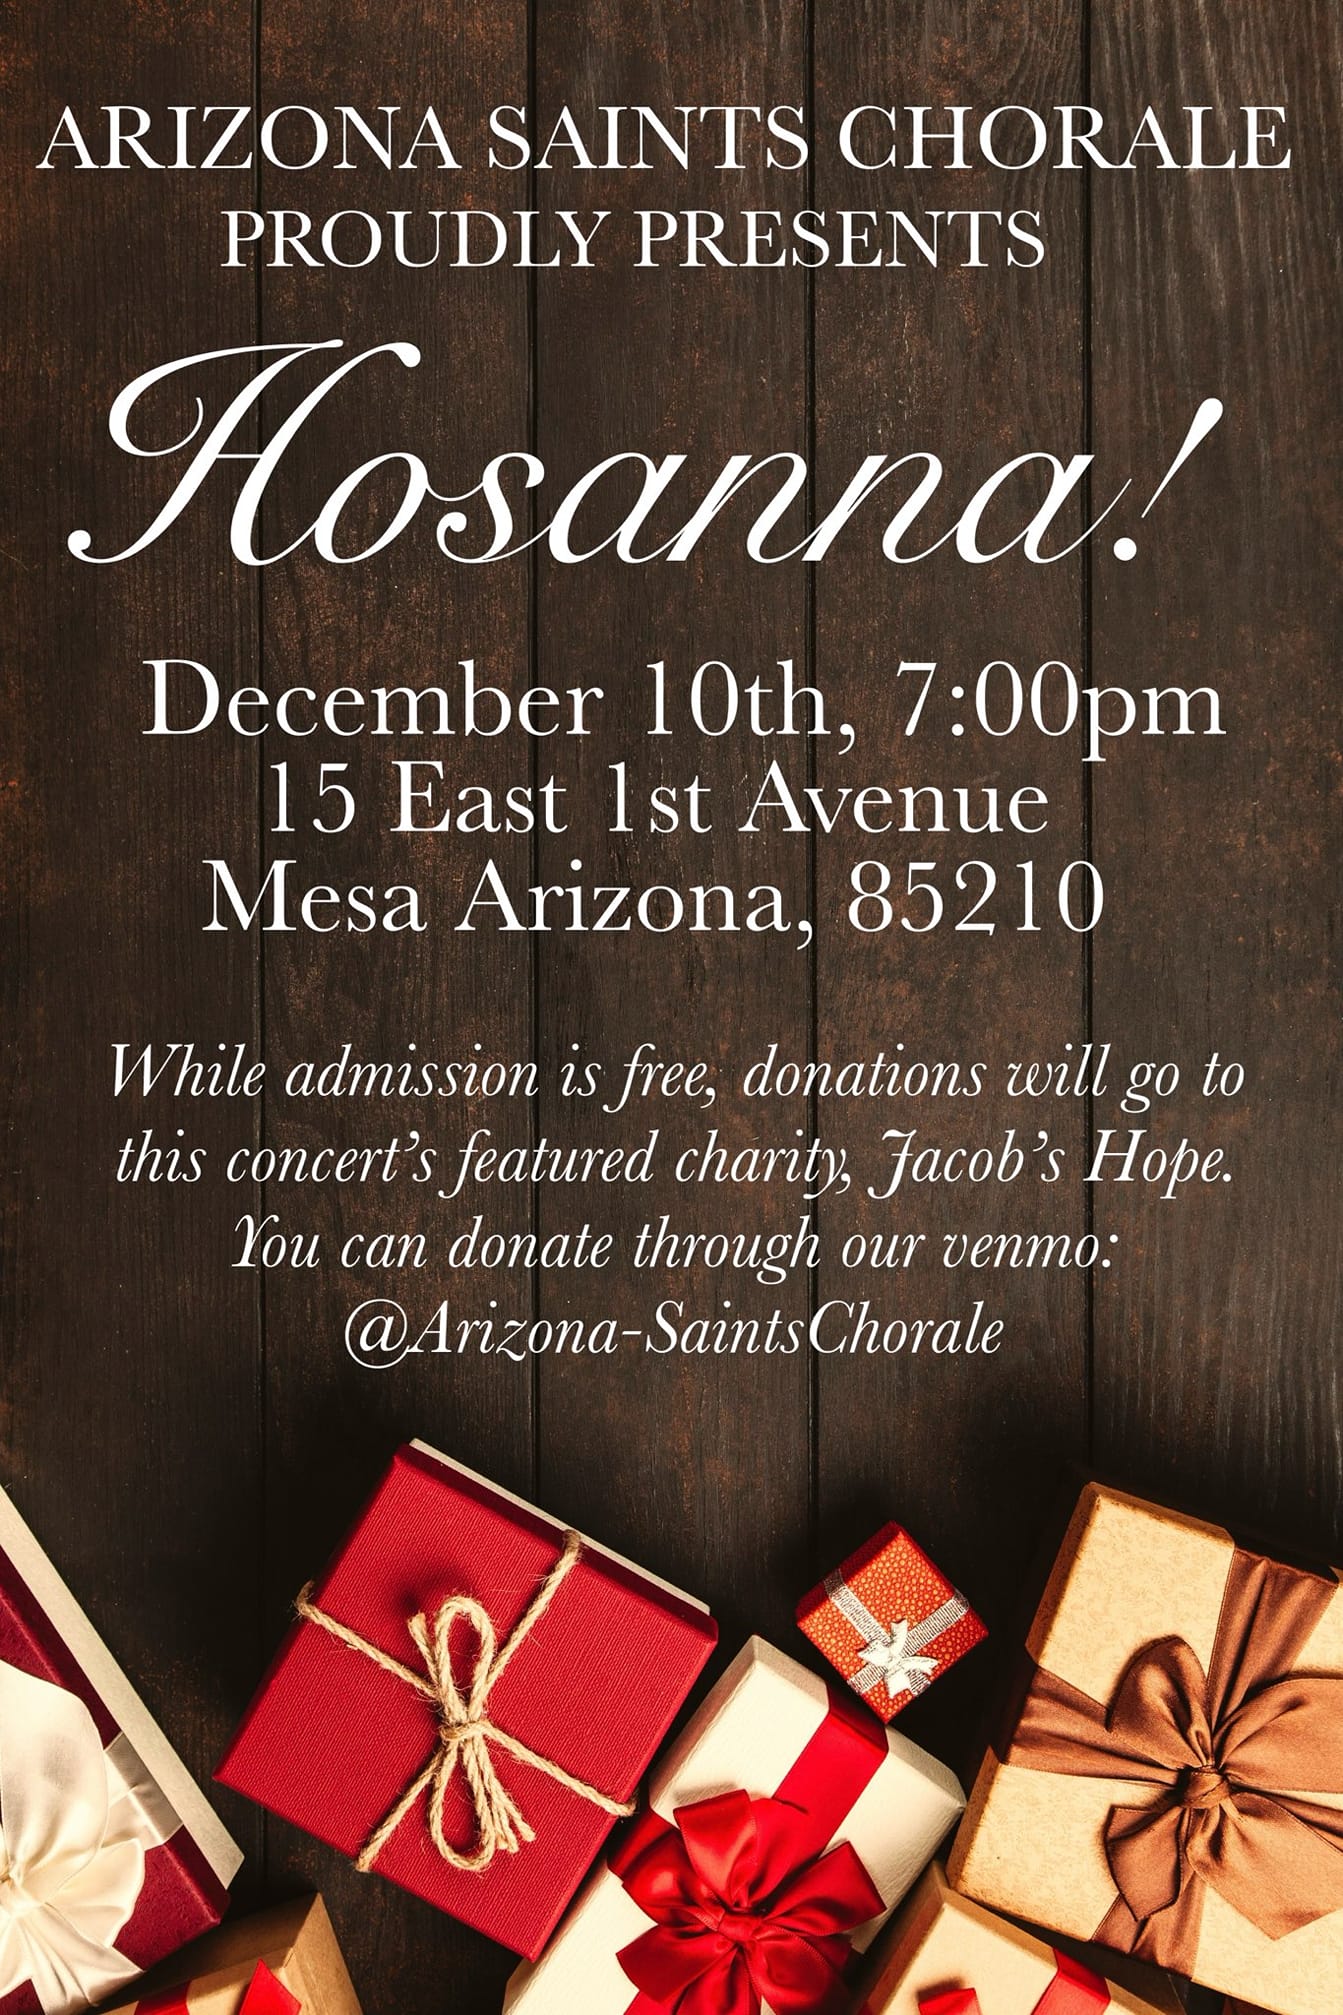 ARIZONA SAINTS CHORALE
PROUDLY PRESENTS
Hosanna!
December 10th, 7:00pm
15 East 1st Avenue
Mesa Arizona, 85210
While admission is free, donations will go to
this concert's featured charity, Jacob's Hope.
You can donate through our venmo:
@Arizona-SaintsChorale